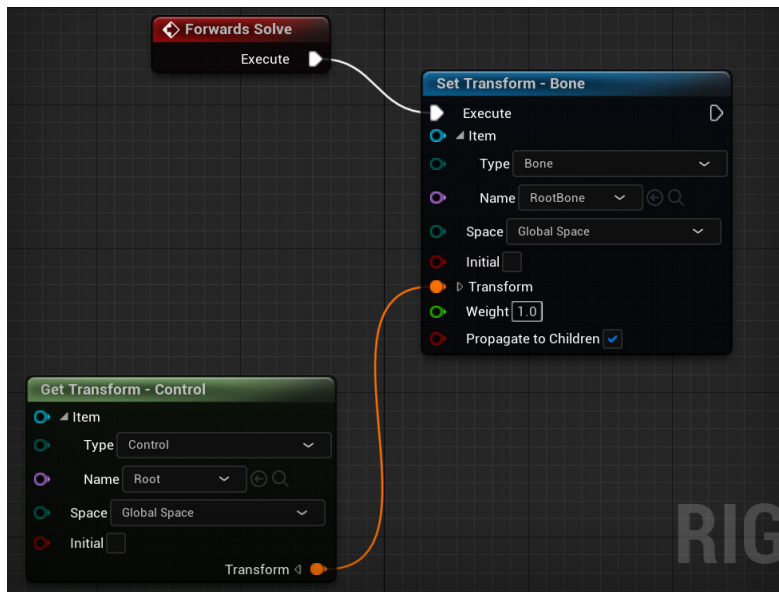 Forwards Solve
Execute
Set Transform - Bone
Execute
Item
Type Bone
Name RootBone
Space Global Space
Initial
Transform
Weight 1.0
Propagate to Children
Get Transform - Control
Item
Type Control
Name Root
Space Global Space
Initial
Transform
RIG